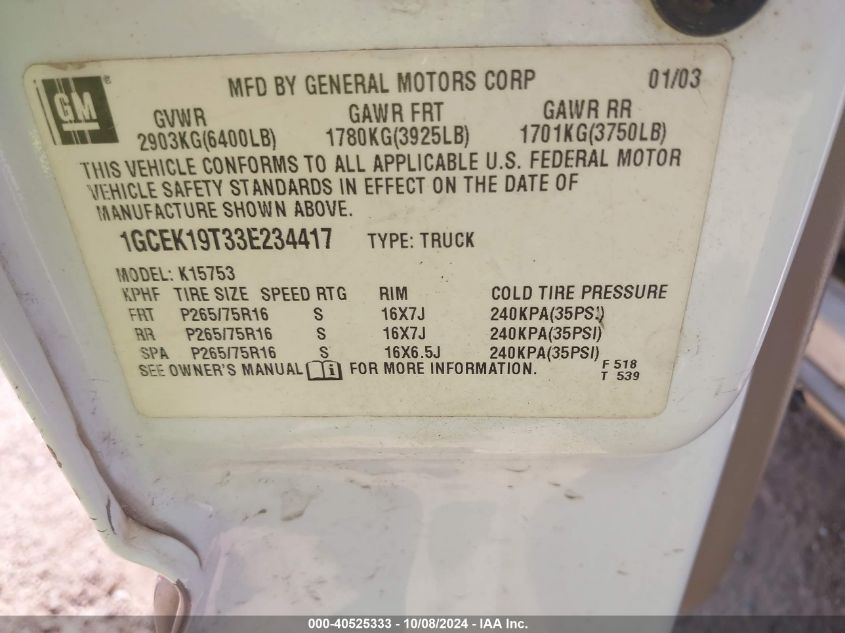 GM ®
MFD BY GENERAL MOTORS CORP 01/03
GVWR GAWR FRT GAWR RR
2903KG(6400LB) 1780KG(3925LB) 1701KG(3750LB)
THIS VEHICLE CONFORMS TO ALL APPLICABLE U.S. FEDERAL MOTOR
VEHICLE SAFETY STANDARDS IN EFFECT ON THE DATE OF
MANUFACTURE SHOWN ABOVE.
1GCEK19T33E234417 TYPE: TRUCK
MODEL: K15753
KPHF TIRE SIZE SPEED RTG RIM COLD TIRE PRESSURE
FRT P265/75R16 S 16X7J 240KPA(35PSI)
RR P265/75R16 S 16X7J 240KPA(35PSI)
SPA P265/75R16 S 16X6.5J 240KPA(35PSI)
SEE OWNER'S MANUAL i FOR MORE INFORMATION.
F 518
T 539
000-40525333 - 10/08/2024 - IAA Inc.